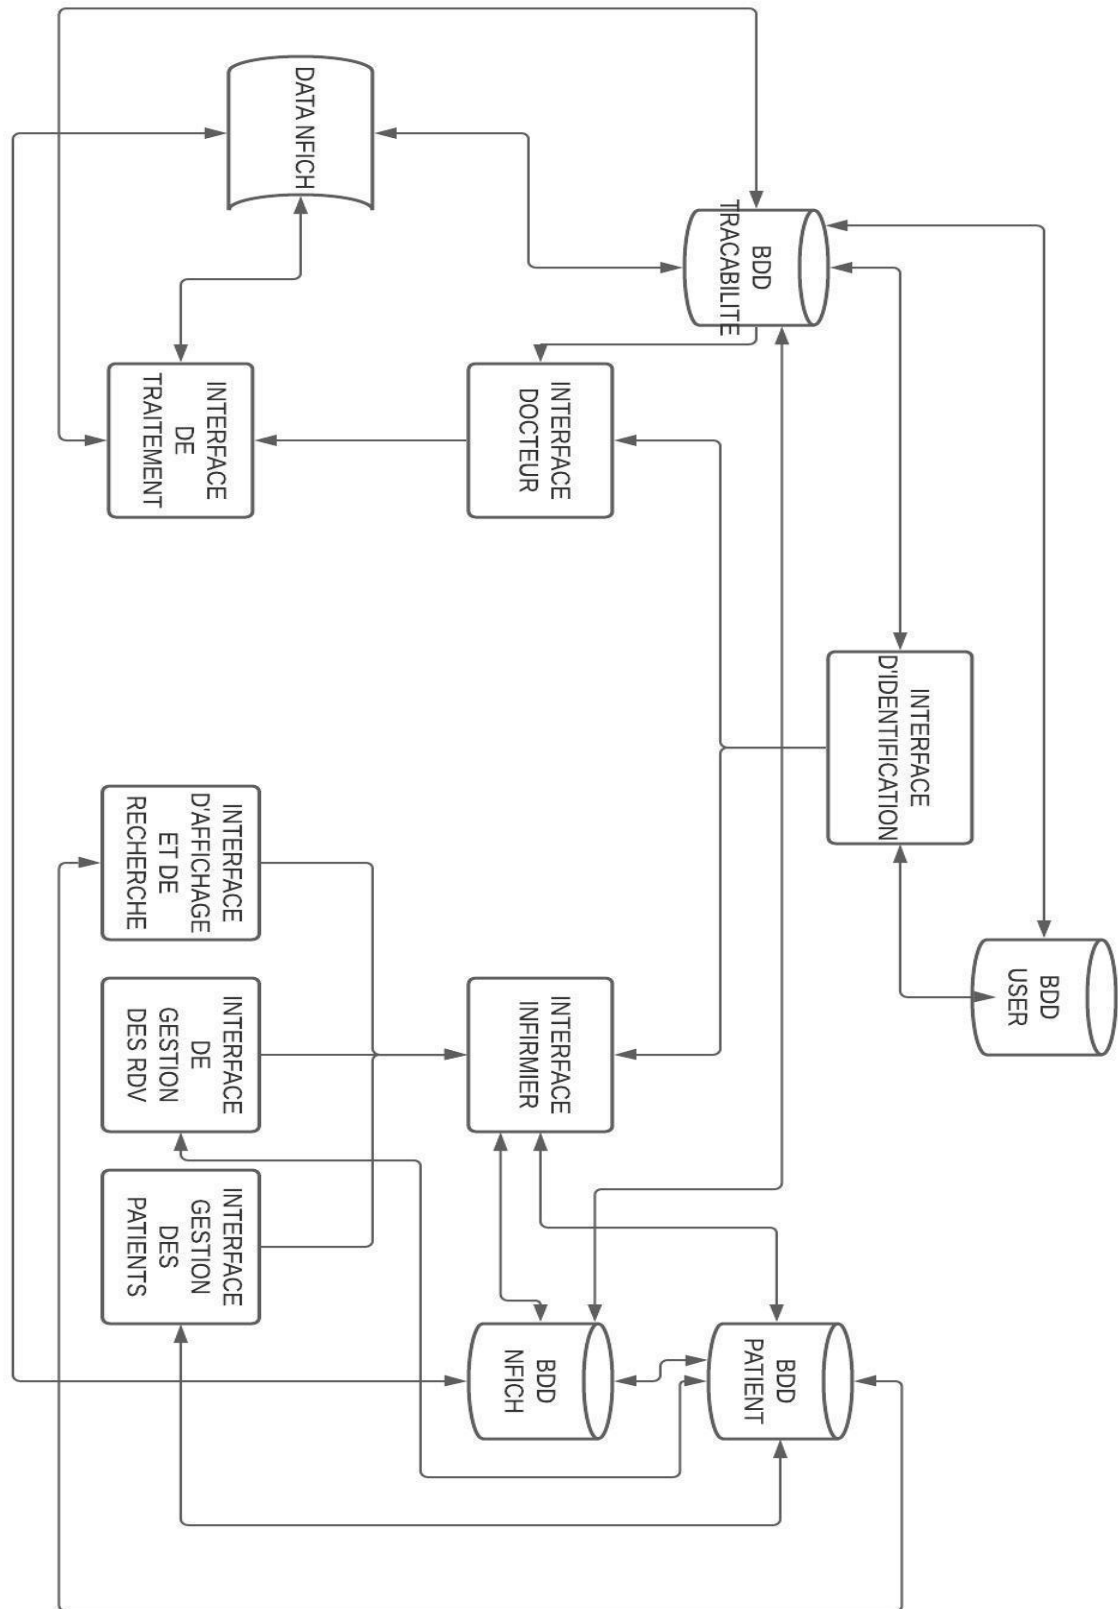 BDD
USER
INTERFACE
D'IDENTIFICATION
BDD
TRACABILITE
BDD
PATIENT
INTERFACE
DOCTEUR
INTERFACE
INFIRMIER
BDD
NFICH
DATA NFICH
INTERFACE
DE
TRAITEMENT
INTERFACE
D'AFFICHAGE
ET DE
RECHERCHE
INTERFACE
DE
GESTION
DES RDV
INTERFACE
GESTION
DES
PATIENTS